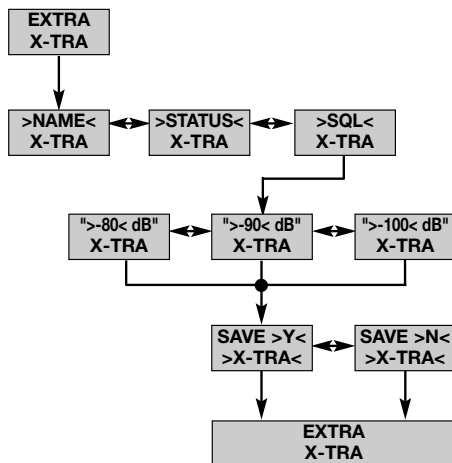 EXTRA
X-TRA
>NAME<
X-TRA
>STATUS<
X-TRA
>SQL<
X-TRA
">-80< dB"
X-TRA
">-90< dB"
X-TRA
">-100< dB"
X-TRA
SAVE >Y<
>X-TRA<
SAVE >N<
>X-TRA<
EXTRA
X-TRA